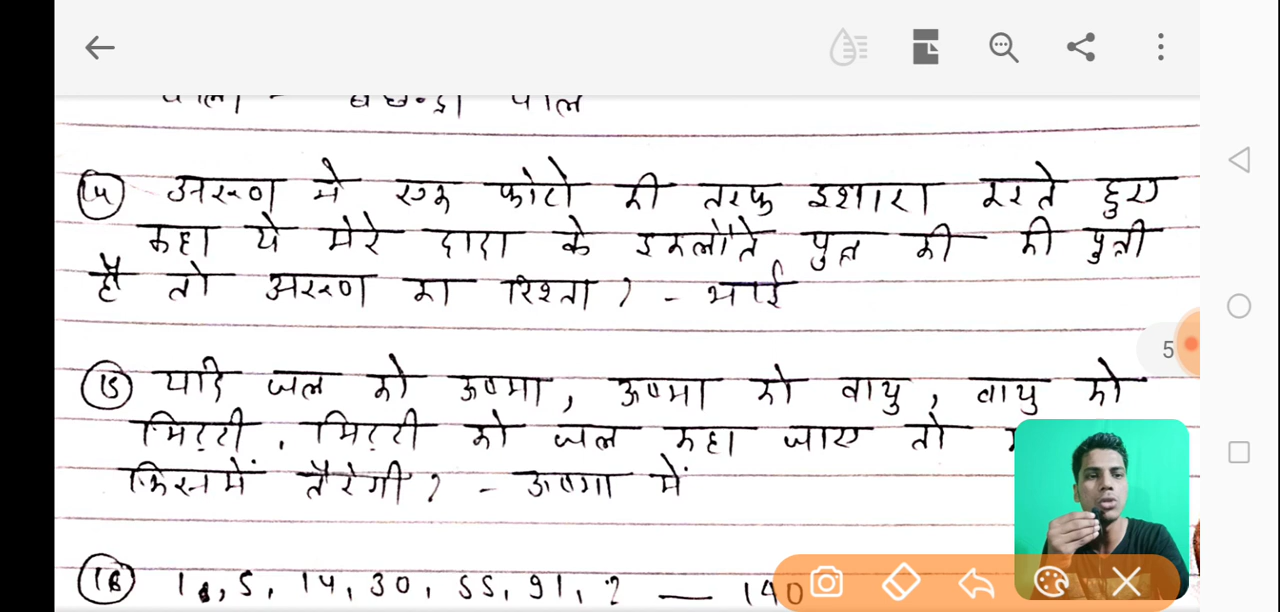 पाल
(14) अरूण ने एक फोटो की तरफ इशारा करते हुए
कहा ये मेरे दादा के इकलौते पुत्र की की पुत्री
है तो अरूण का रिश्ता ? - भाई
5
(15) यदि जल को ऊष्मा, ऊष्मा को वायु, वायु को
मिट्टी, मिट्टी को जल कहा जाए तो
किसमें तैरेगी ? - ऊष्मा में
(16) 1, 5, 14, 30, 55, 91, ? — 140